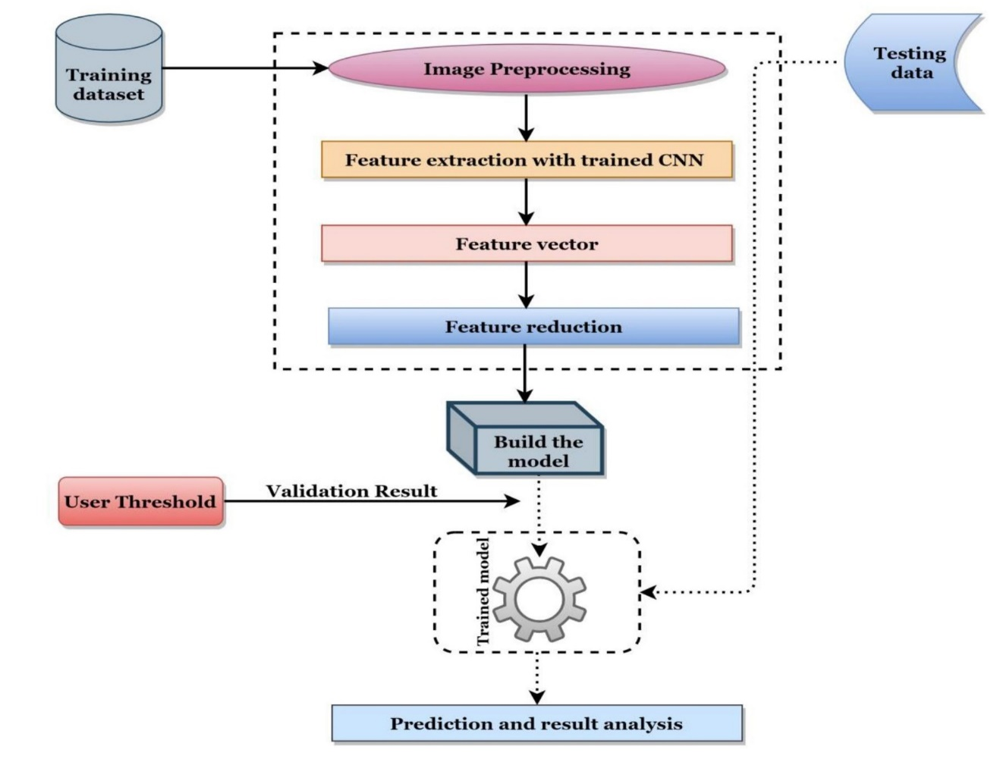 Training
dataset
Image Preprocessing
Testing
data
Feature extraction with trained CNN
Feature vector
Feature reduction
Build the
model
User Threshold
Validation Result
Trained model
Prediction and result analysis